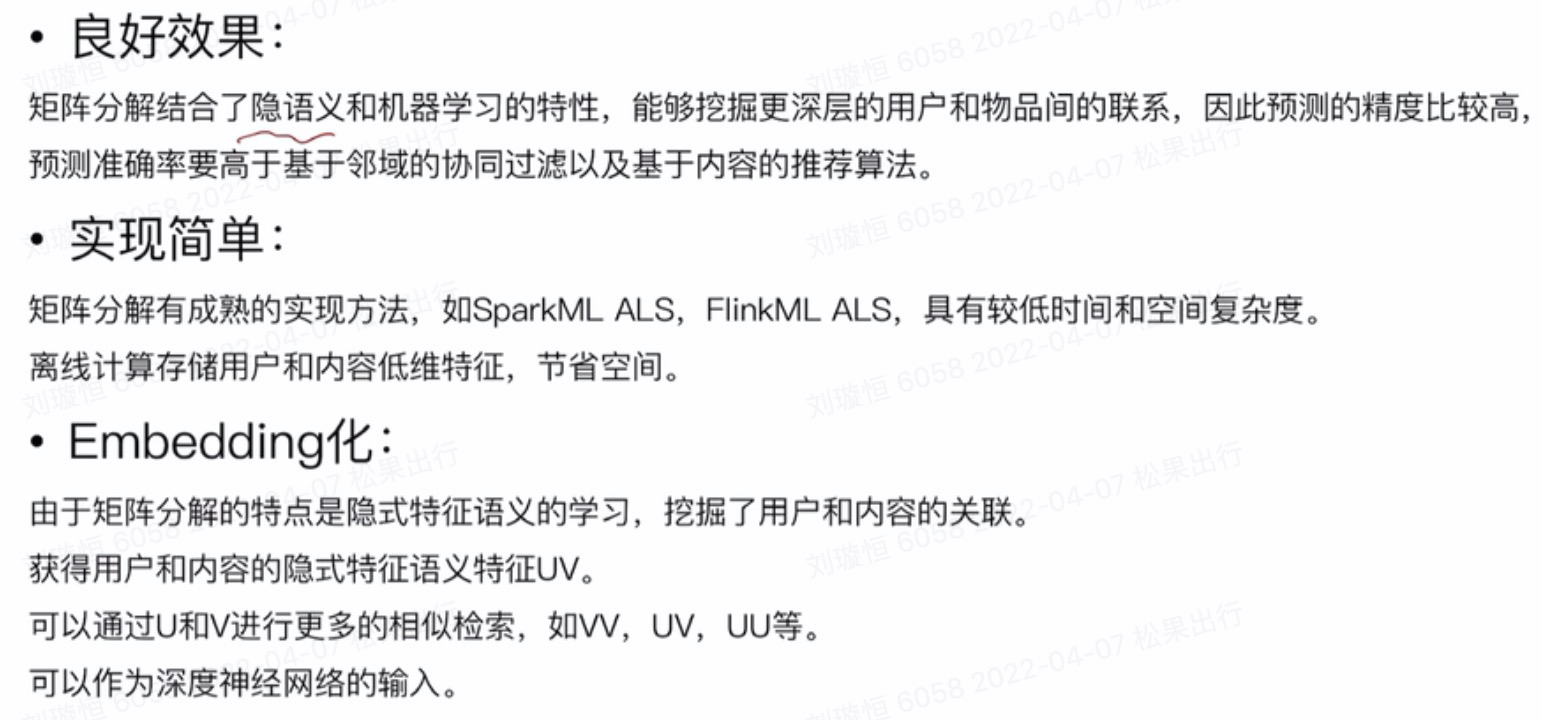 • 良好效果：
矩阵分解结合了隐语义和机器学习的特性，能够挖掘更深层的用户和物品间的联系，因此预测的精度比较高，
预测准确率要高于基于邻域的协同过滤以及基于内容的推荐算法。
• 实现简单：
矩阵分解有成熟的实现方法，如SparkML ALS，FlinkML ALS，具有较低时间和空间复杂度。
离线计算存储用户和内容低维特征，节省空间。
• Embedding化：
由于矩阵分解的特点是隐式特征语义的学习，挖掘了用户和内容的关联。
获得用户和内容的隐式特征语义特征UV。
可以通过U和V进行更多的相似检索，如VV，UV，UU等。
可以作为深度神经网络的输入。
刘璇恒 6058 2022-04-07 松果出行